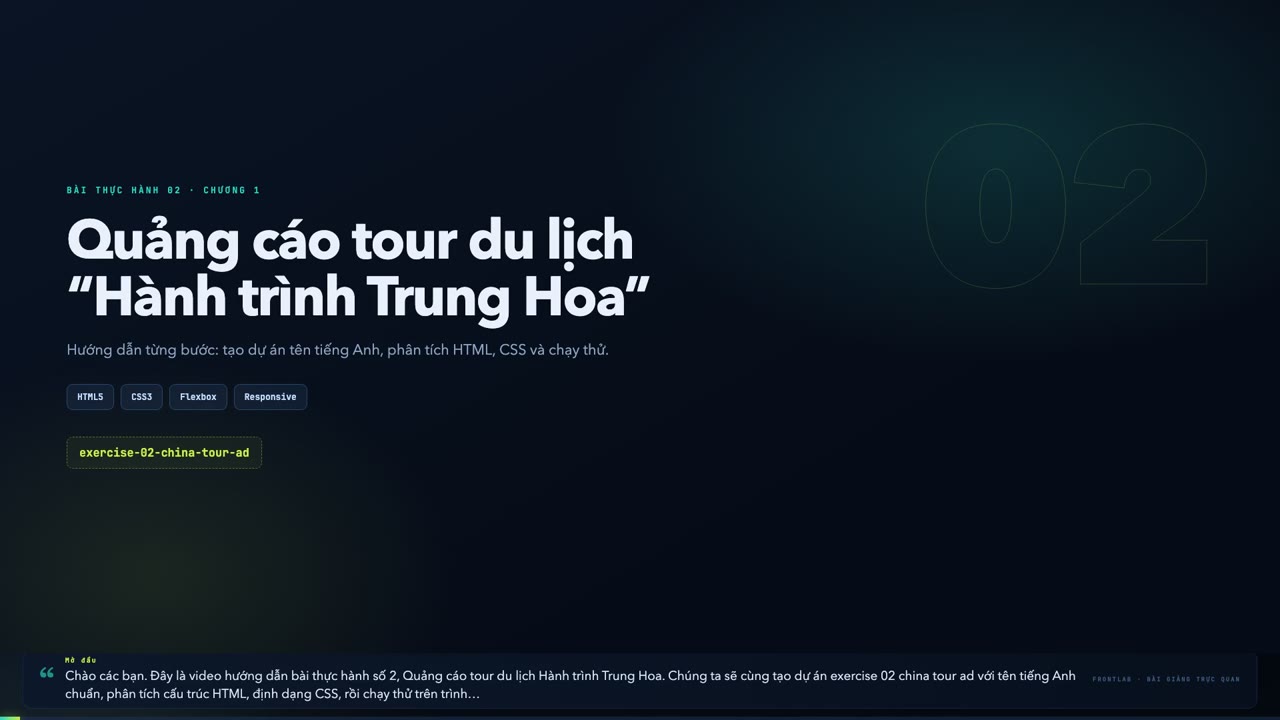 02
BÀI THỰC HÀNH 02 · CHƯƠNG 1
Quảng cáo tour du lịch
“Hành trình Trung Hoa”
Hướng dẫn từng bước: tạo dự án tên tiếng Anh, phân tích HTML, CSS và chạy thử.
HTML5 CSS3 Flexbox Responsive
exercise-02-china-tour-ad
Mở đầu
“ Chào các bạn. Đây là video hướng dẫn bài thực hành số 2, Quảng cáo tour du lịch Hành trình Trung Hoa. Chúng ta sẽ cùng tạo dự án exercise 02 china tour ad với tên tiếng Anh
chuẩn, phân tích cấu trúc HTML, định dạng CSS, rồi chạy thử trên trình…
FRONTLAB · BÀI GIẢNG TRỰC QUAN